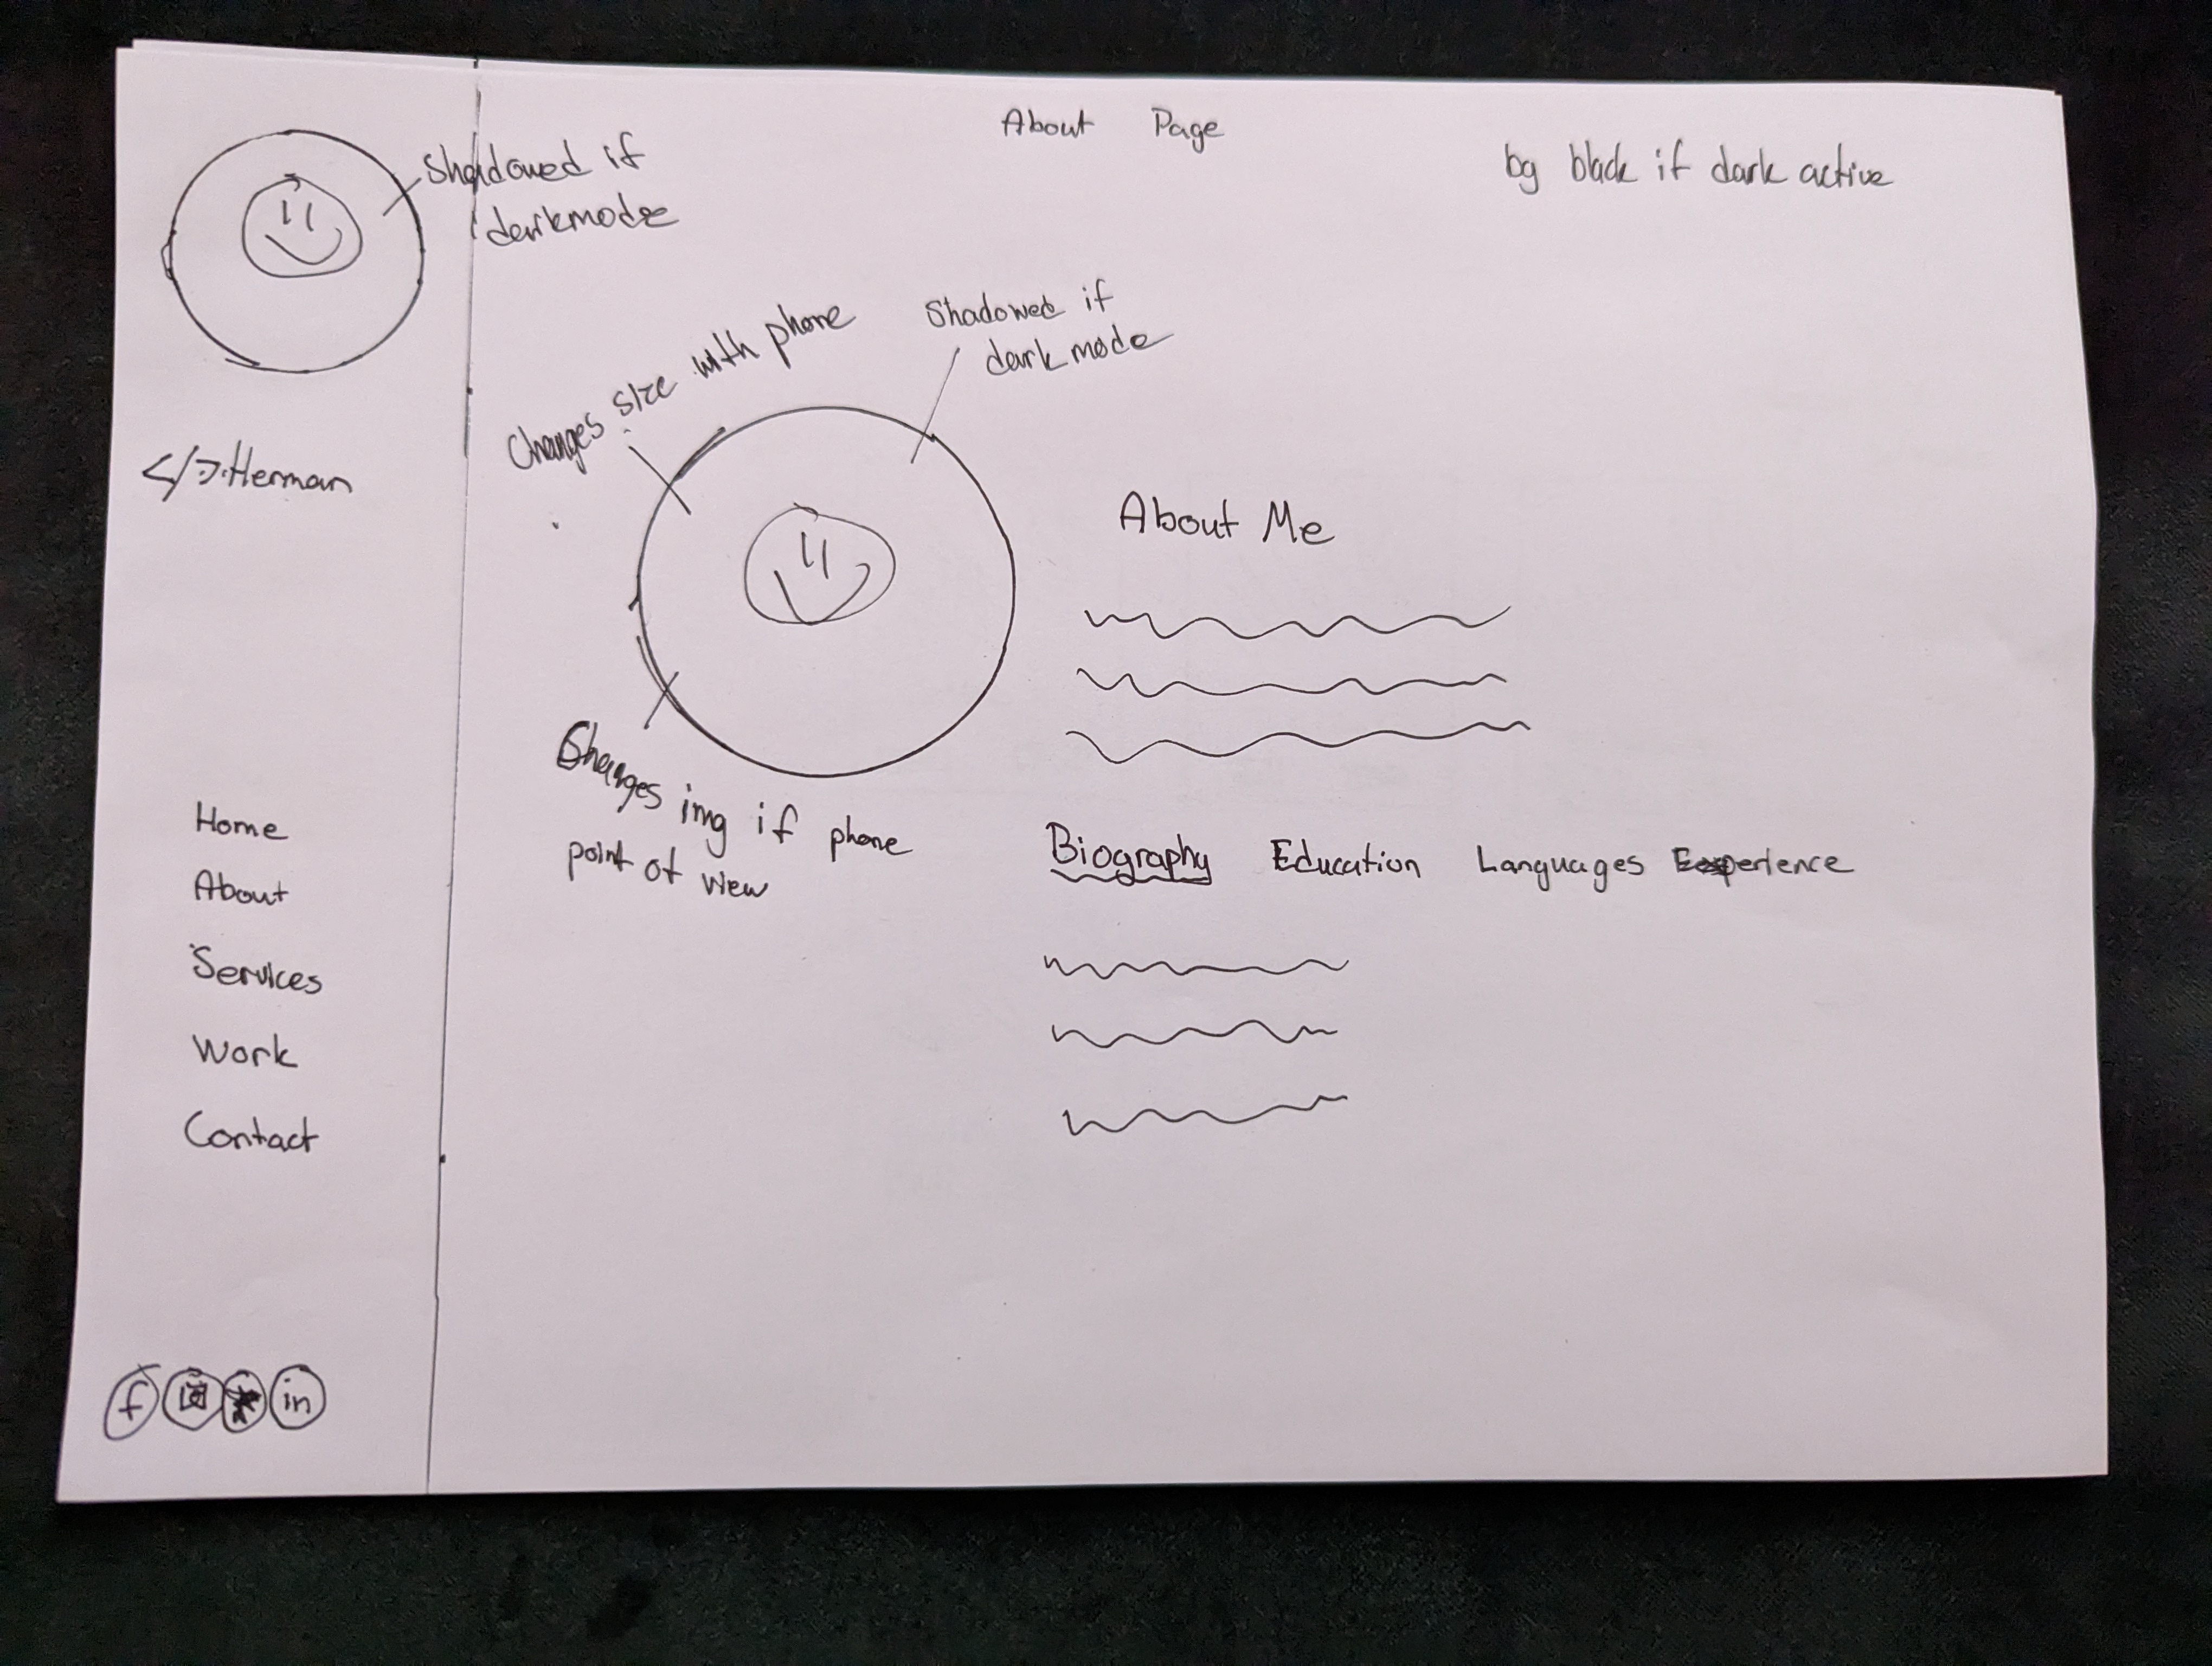 About Page
bg black if dark active
Shadowed if
darkmode
Changes size with phone
Shadowed if
dark mode
</>:Herman
About Me
Changes img if phone
point of view
Home
About
Services
Work
Contact
Biography Education Languages Experience
f in